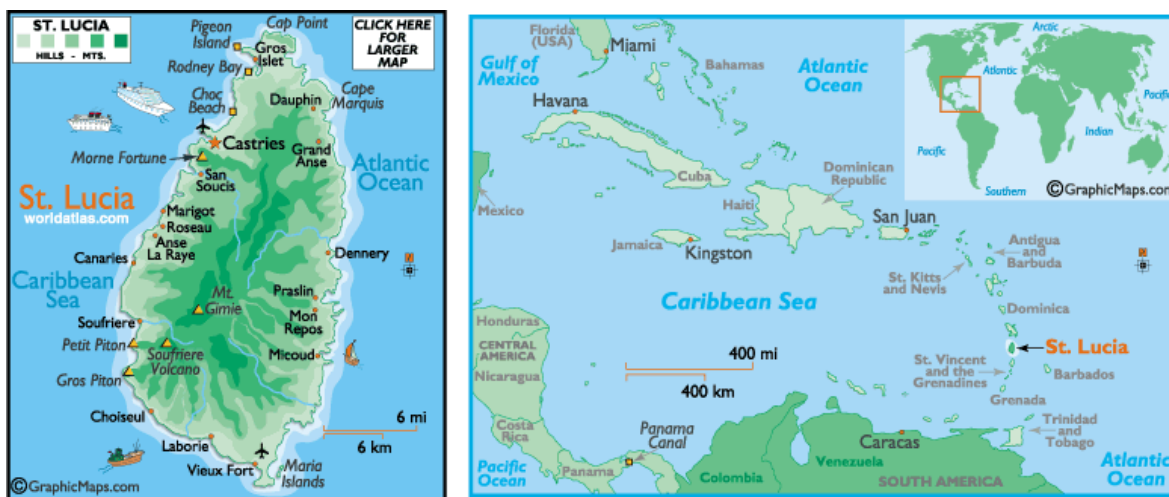 ST. LUCIA
HILLS - MTS.
CLICK HERE
FOR
LARGER
MAP
Cap Point
Pigeon
Island
Gros
Islet
Rodney Bay
Choc
Beach
Dauphin
Cape
Marquis
Castries
Grand
Anse
Morne Fortune
San
Soucis
Atlantic
Ocean
St. Lucia
worldatlas.com
Marigot
Roseau
Anse
La Raye
Canaries
Dennery
Caribbean
Sea
Mt.
Gimie
Praslin
Mon
Repos
Soufriere
Petit Piton
Soufriere
Volcano
Micoud
Gros Piton
Choiseul
6 mi
6 km
Laborie
Vieux Fort
Maria
Islands
©GraphicMaps.com
Florida
(USA)
Miami
Gulf of
Mexico
Bahamas
Atlantic
Ocean
Havana
Cuba
Mexico
Dominican
Republic
Haiti
San Juan
Jamaica
Kingston
Antigua
and
Barbuda
St. Kitts
and Nevis
Caribbean Sea
Dominica
Honduras
CENTRAL
AMERICA
Nicaragua
400 mi
400 km
St. Lucia
St. Vincent
and the
Grenadines
Barbados
Grenada
Costa
Rica
Panama
Canal
Caracas
Trinidad
and
Tobago
Pacific
Ocean
Panama
Colombia
Venezuela
SOUTH AMERICA
Atlantic
Ocean
Arctic
Atlantic
Pacific
Indian
Pacific
Southern
©GraphicMaps.com
©GraphicMaps.com